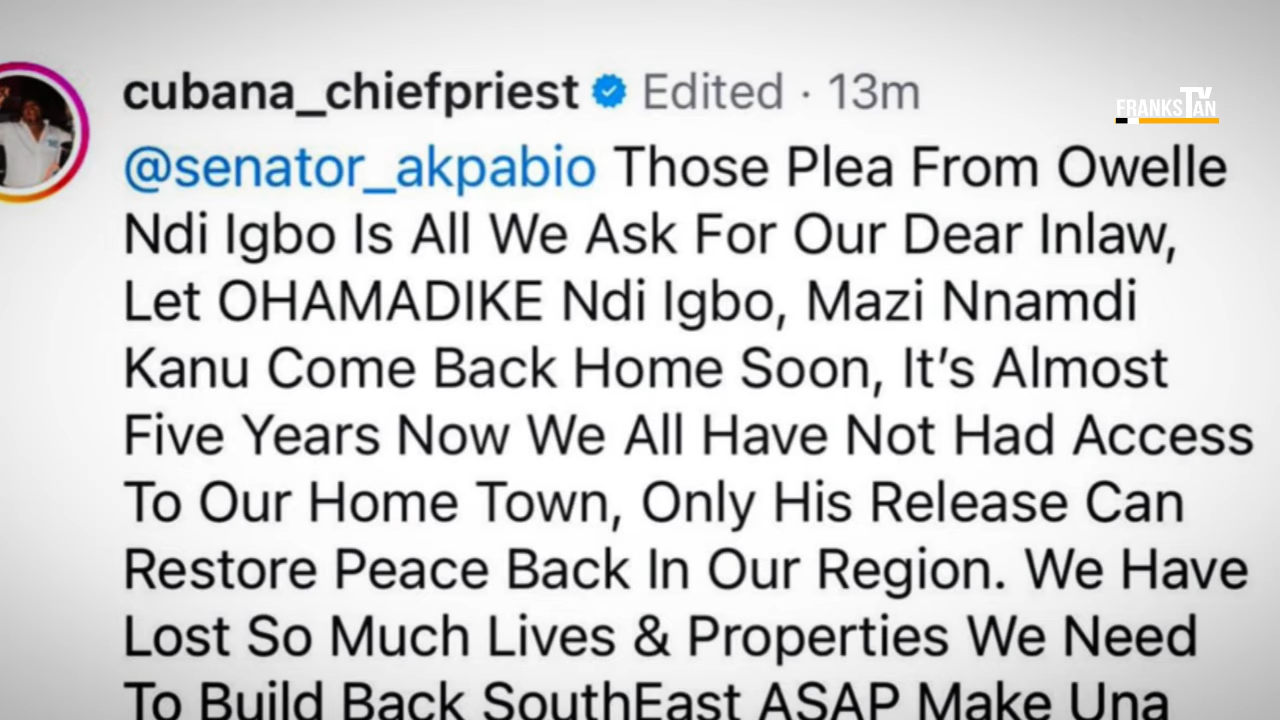 cubana_chiefpriest Edited · 13m
FRANKSTAN TV
@senator_akpabio Those Plea From Owelle
Ndi Igbo Is All We Ask For Our Dear Inlaw,
Let OHAMADIKE Ndi Igbo, Mazi Nnamdi
Kanu Come Back Home Soon, It’s Almost
Five Years Now We All Have Not Had Access
To Our Home Town, Only His Release Can
Restore Peace Back In Our Region. We Have
Lost So Much Lives & Properties We Need
To Build Back SouthEast ASAP Make Una